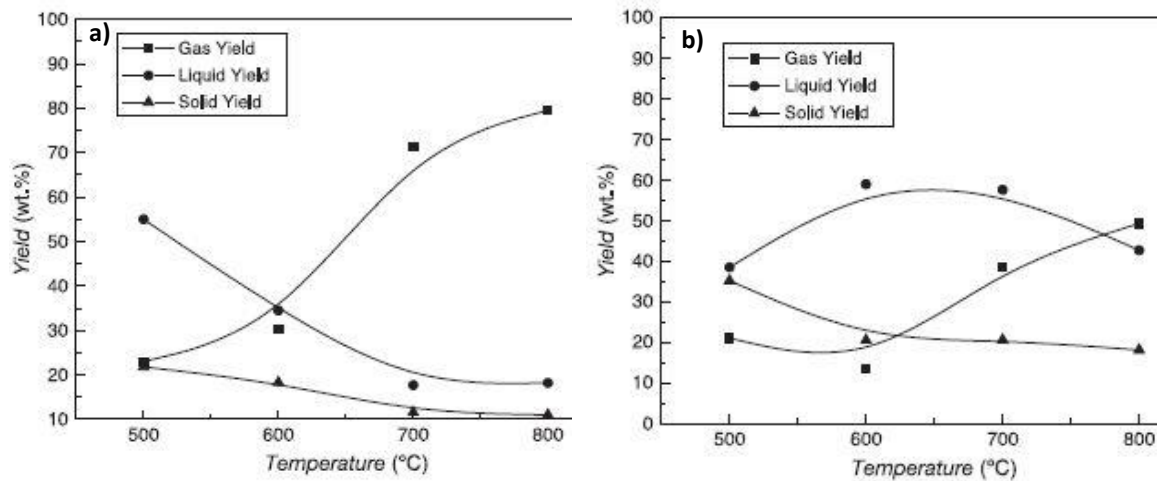 a)
Gas Yield
Liquid Yield
Solid Yield
100
90
80
70
60
50
40
30
20
10
Yield (wt.%)
500 600 700 800
Temperature (°C)
b)
Gas Yield
Liquid Yield
Solid Yield
100
90
80
70
60
50
40
30
20
10
0
Yield (wt.%)
500 600 700 800
Temperature (°C)